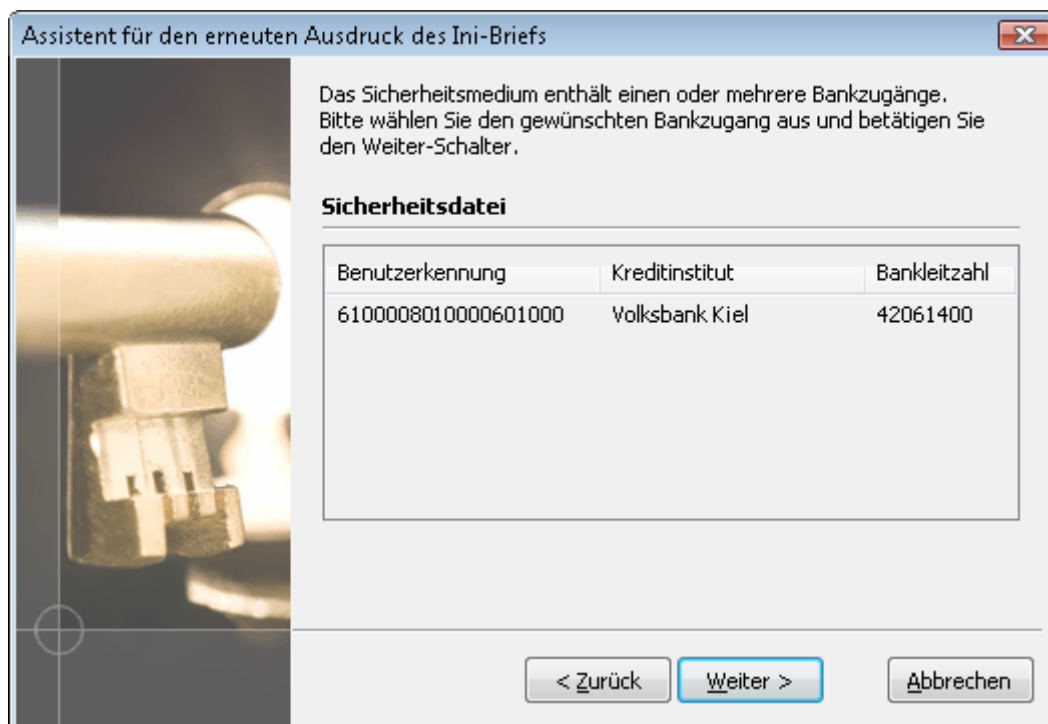 Assistent für den erneuten Ausdruck des Ini-Briefs
Das Sicherheitsmedium enthält einen oder mehrere Bankzugänge.
Bitte wählen Sie den gewünschten Bankzugang aus und betätigen Sie
den Weiter-Schalter.
Sicherheitsdatei
Benutzerkennung Kreditinstitut Bankleitzahl
6100080010000601000 Volksbank Kiel 42061400
< Zurück Weiter > Abbrechen